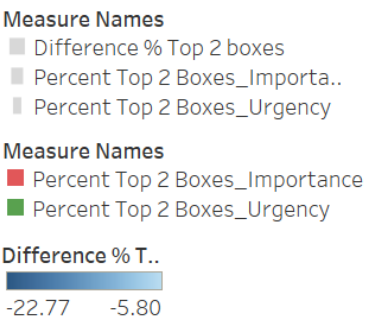 Measure Names
Difference % Top 2 boxes
Percent Top 2 Boxes_Importa..
Percent Top 2 Boxes_Urgency
Measure Names
Percent Top 2 Boxes_Importance
Percent Top 2 Boxes_Urgency
Difference % T..
-22.77 -5.80